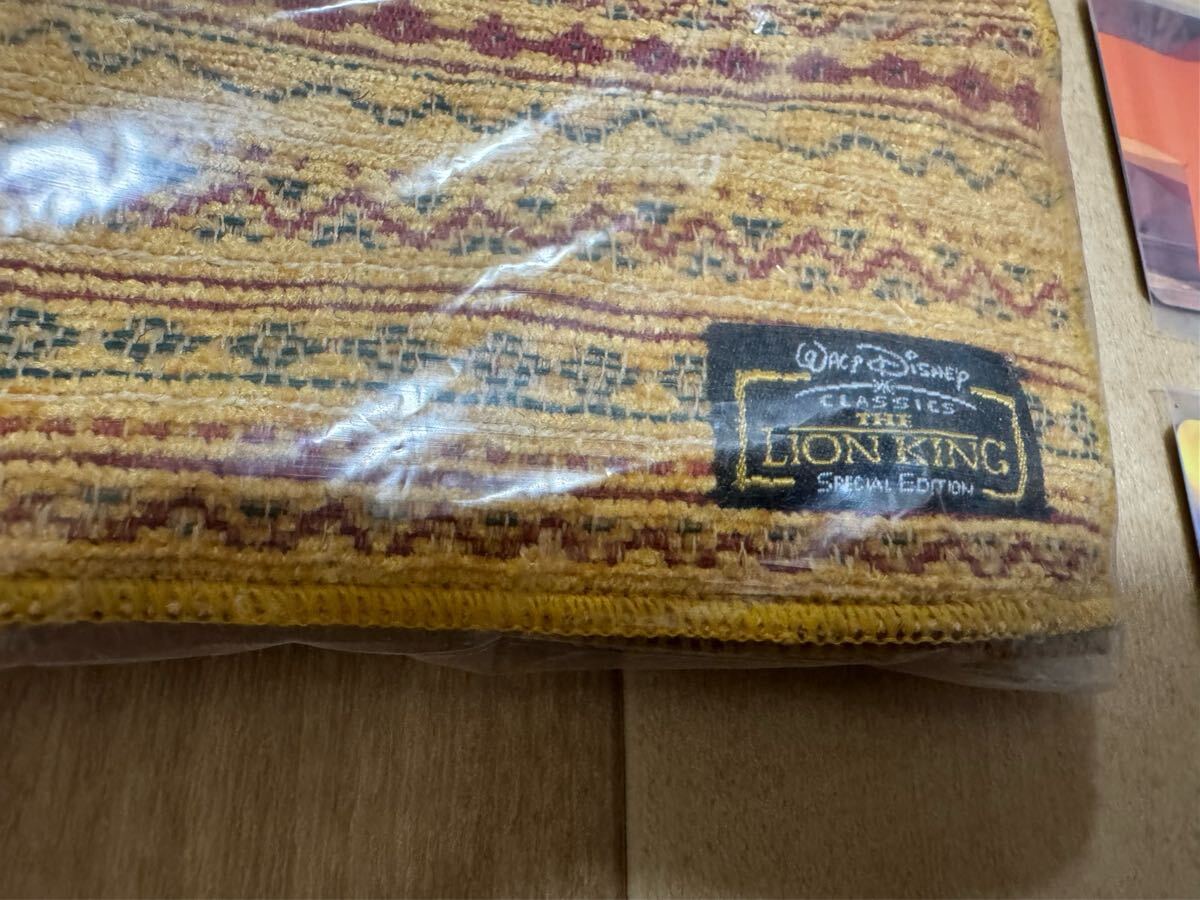 WALT DISNEY
CLASSICS
THE
LION KING
SPECIAL EDITION